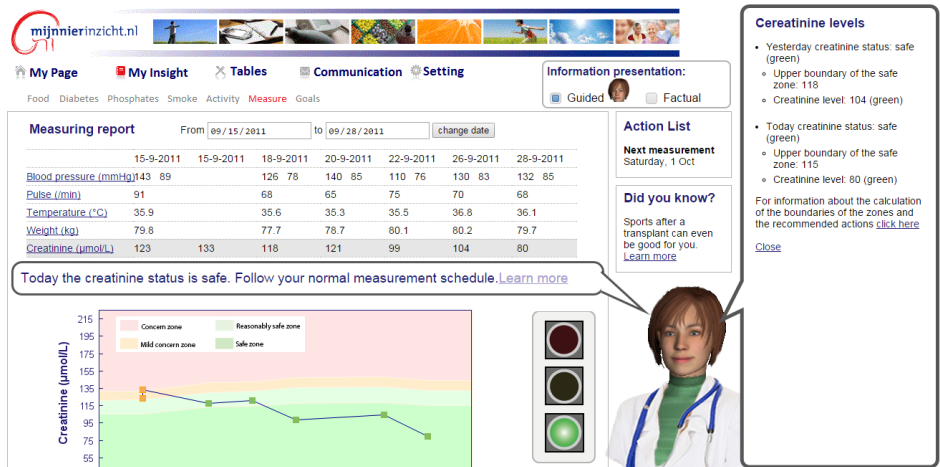 mijnnierinzicht.nl
My Page
My Insight
Tables
Communication
Setting
Food Diabetes Phosphates Smoke Activity Measure Goals
Information presentation:
Guided Factual
Measuring report From 09/15/2011 to 09/28/2011 change date
15-9-2011 15-9-2011 18-9-2011 20-9-2011 22-9-2011 26-9-2011 28-9-2011
Blood pressure (mmHg) 143 89 126 78 140 85 110 76 130 83 132 85
Pulse (/min) 91 68 65 75 70 68
Temperature (°C) 35.9 35.6 35.3 35.5 36.8 36.1
Weight (kg) 79.8 77.7 78.7 80.1 80.2 79.7
Creatinine (µmol/L) 123 133 118 121 99 104 80
Action List
Next measurement
Saturday, 1 Oct
Did you know?
Sports after a
transplant can even
be good for you.
Learn more
Today the creatinine status is safe. Follow your normal measurement schedule. Learn more
Creatinine (µmol/L)
215
195
175
155
135
115
95
75
55
Concern zone
Reasonably safe zone
Mild concern zone
Safe zone
Cereatinine levels
• Yesterday creatinine status: safe
(green)
Upper boundary of the safe
zone: 118
Creatinine level: 104 (green)
• Today creatinine status: safe
(green)
Upper boundary of the safe
zone: 115
Creatinine level: 80 (green)
For information about the calculation
of the boundaries of the zones and
the recommended actions click here
Close